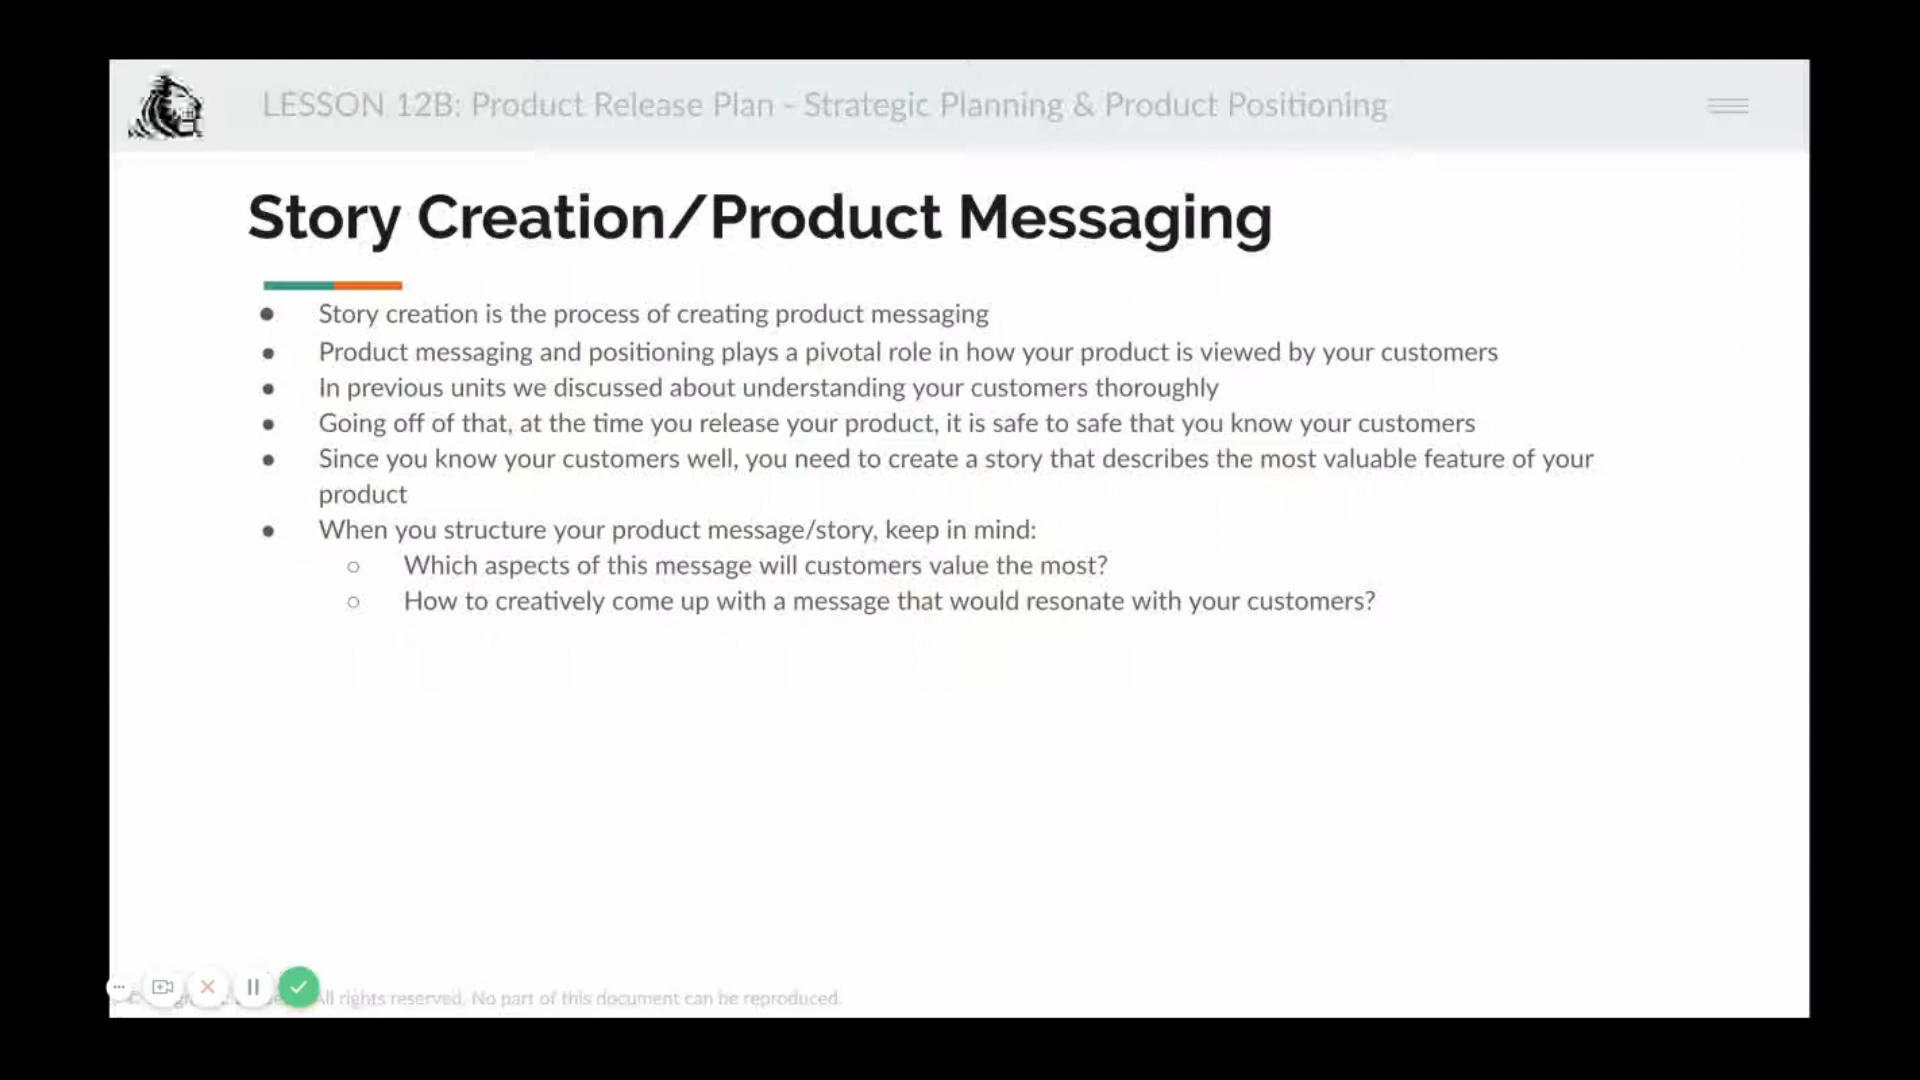 LESSON 12B: Product Release Plan - Strategic Planning & Product Positioning
Story Creation/Product Messaging
● Story creation is the process of creating product messaging
● Product messaging and positioning plays a pivotal role in how your product is viewed by your customers
● In previous units we discussed about understanding your customers thoroughly
● Going off of that, at the time you release your product, it is safe to safe that you know your customers
● Since you know your customers well, you need to create a story that describes the most valuable feature of your
product
● When you structure your product message/story, keep in mind:
○ Which aspects of this message will customers value the most?
○ How to creatively come up with a message that would resonate with your customers?
All rights reserved. No part of this document can be reproduced.